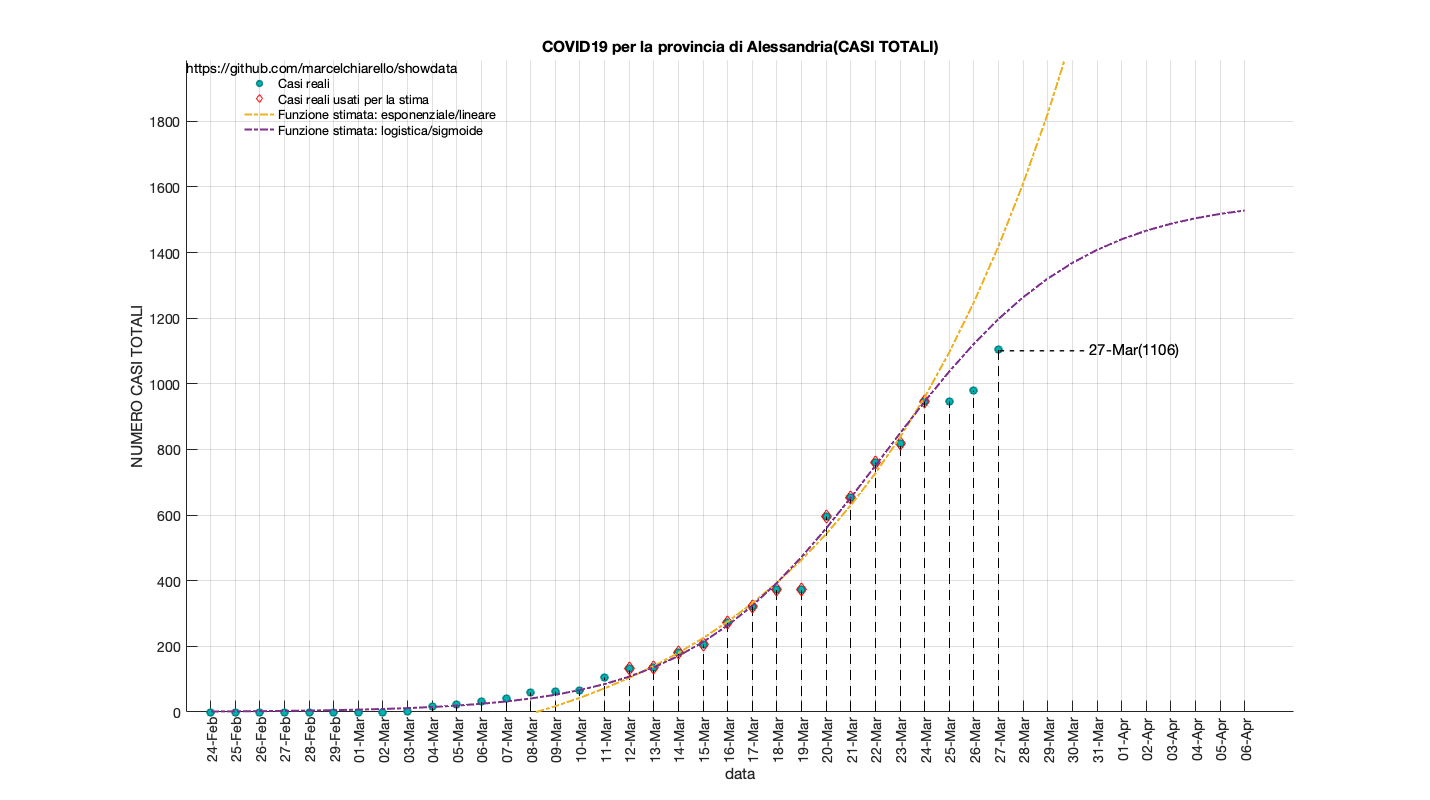 COVID19 per la provincia di Alessandria(CASI TOTALI)
https://github.com/marcelchiarello/showdata
Casi reali
Casi reali usati per la stima
Funzione stimata: esponenziale/lineare
Funzione stimata: logistica/sigmoide
1800
1600
1400
1200
1000
800
600
400
200
0
NUMERO CASI TOTALI
27-Mar(1106)
24-Feb
25-Feb
26-Feb
27-Feb
28-Feb
29-Feb
01-Mar
02-Mar
03-Mar
04-Mar
05-Mar
06-Mar
07-Mar
08-Mar
09-Mar
10-Mar
11-Mar
12-Mar
13-Mar
14-Mar
15-Mar
16-Mar
17-Mar
18-Mar
19-Mar
20-Mar
21-Mar
22-Mar
23-Mar
24-Mar
25-Mar
26-Mar
27-Mar
28-Mar
29-Mar
30-Mar
31-Mar
01-Apr
02-Apr
03-Apr
04-Apr
05-Apr
06-Apr
data